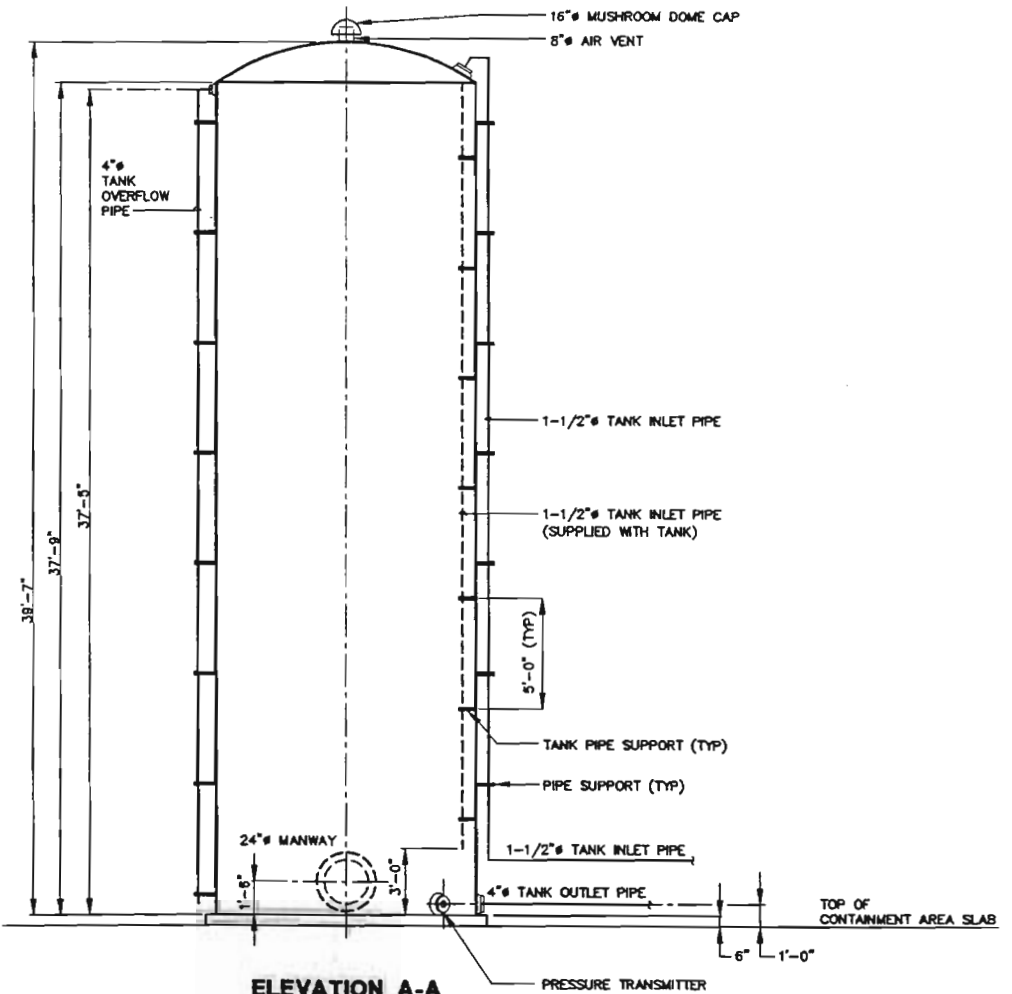 16"ø MUSHROOM DOME CAP
8"ø AIR VENT
4"ø
TANK
OVERFLOW
PIPE
1-1/2"ø TANK INLET PIPE
1-1/2"ø TANK INLET PIPE
(SUPPLIED WITH TANK)
37'-5"
37'-9"
39'-7"
5'-0" (TYP)
TANK PIPE SUPPORT (TYP)
PIPE SUPPORT (TYP)
24"ø MANWAY
1-1/2"ø TANK INLET PIPE
1'-6"
3'-0"
4"ø TANK OUTLET PIPE
TOP OF
CONTAINMENT AREA SLAB
6"
1'-0"
PRESSURE TRANSMITTER
ELEVATION A-A